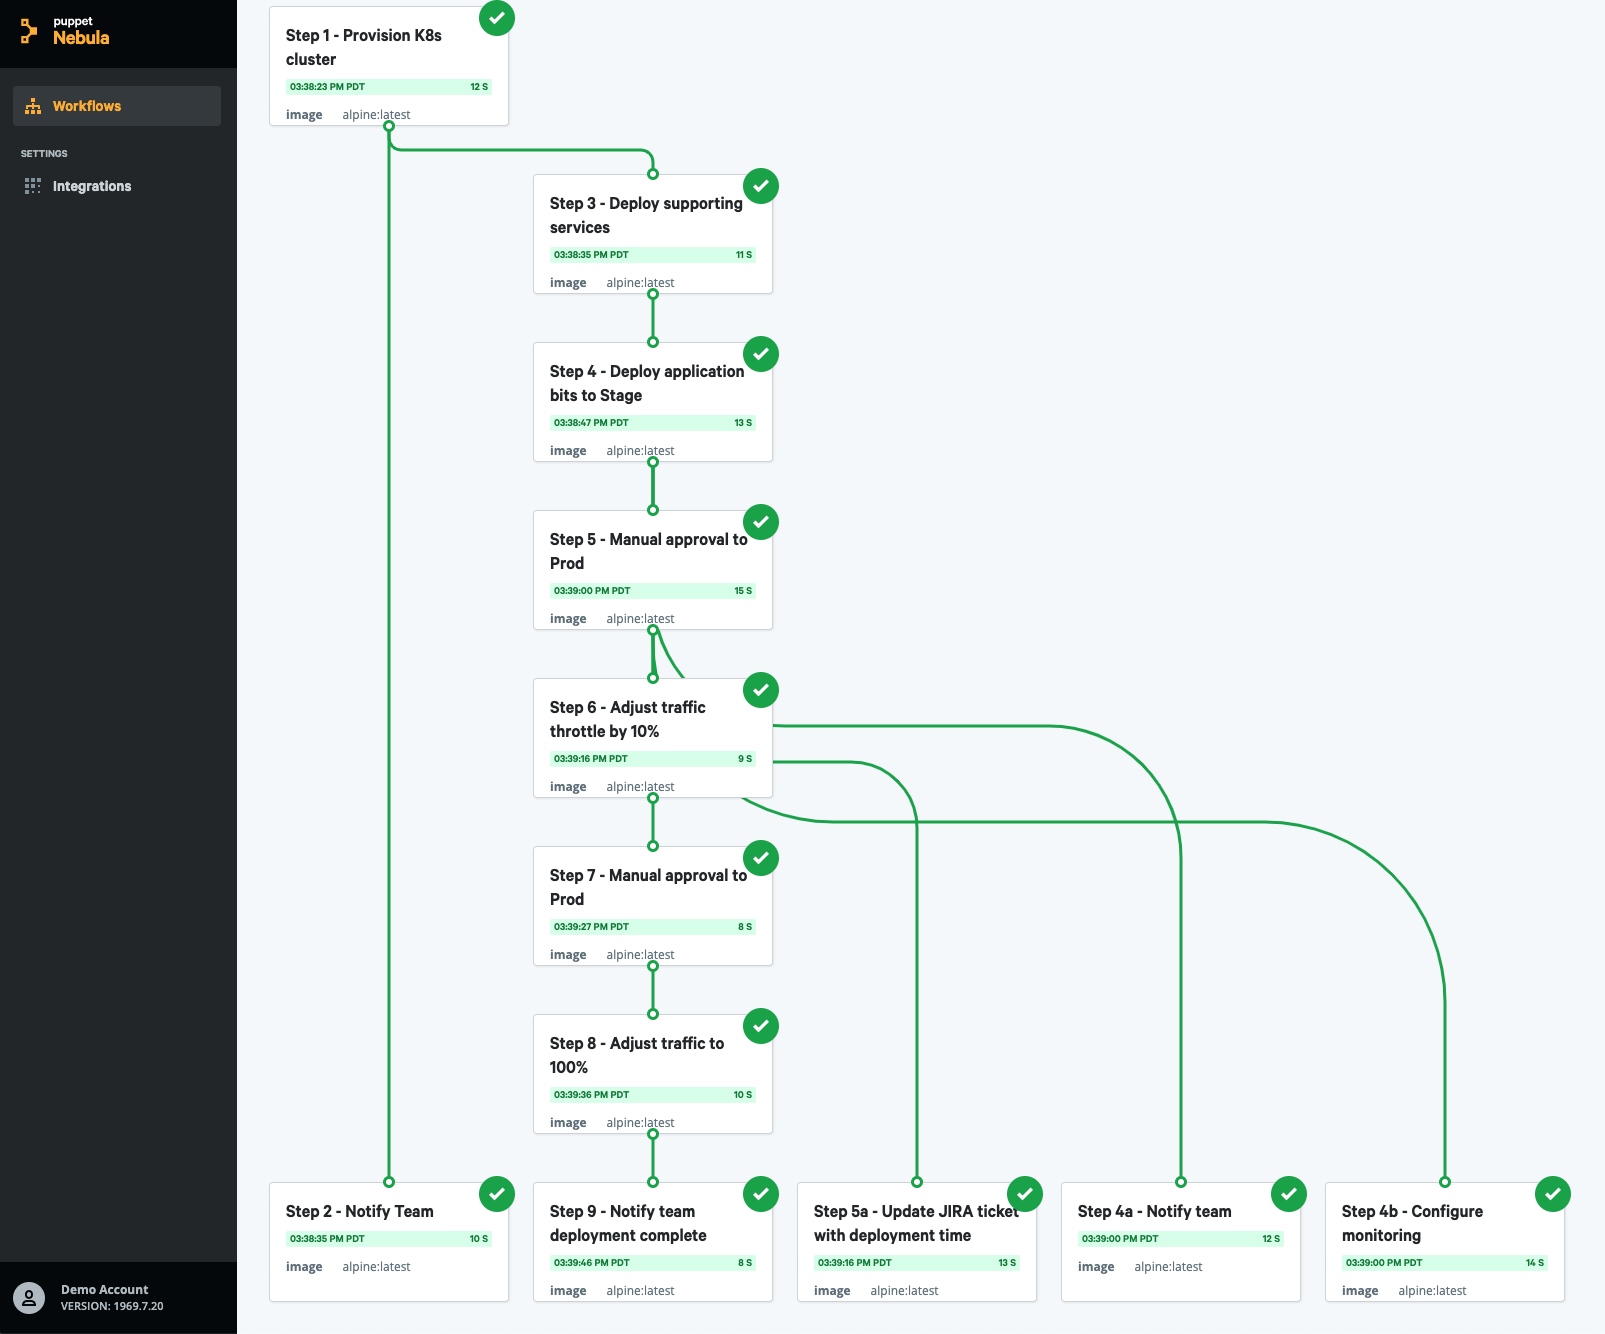 puppet
Nebula
Workflows
SETTINGS
Integrations
Demo Account
VERSION: 1969.7.20
Step 1 - Provision K8s
cluster
03:38:23 PM PDT 12 S
image alpine:latest
Step 3 - Deploy supporting
services
03:38:35 PM PDT 11 S
image alpine:latest
Step 4 - Deploy application
bits to Stage
03:38:47 PM PDT 13 S
image alpine:latest
Step 5 - Manual approval to
Prod
03:39:00 PM PDT 15 S
image alpine:latest
Step 6 - Adjust traffic
throttle by 10%
03:39:16 PM PDT 9 S
image alpine:latest
Step 7 - Manual approval to
Prod
03:39:27 PM PDT 8 S
image alpine:latest
Step 8 - Adjust traffic to
100%
03:39:36 PM PDT 10 S
image alpine:latest
Step 2 - Notify Team
03:38:35 PM PDT 10 S
image alpine:latest
Step 9 - Notify team
deployment complete
03:39:46 PM PDT 8 S
image alpine:latest
Step 5a - Update JIRA ticket
with deployment time
03:39:16 PM PDT 13 S
image alpine:latest
Step 4a - Notify team
03:39:00 PM PDT 12 S
image alpine:latest
Step 4b - Configure
monitoring
03:39:00 PM PDT 14 S
image alpine:latest